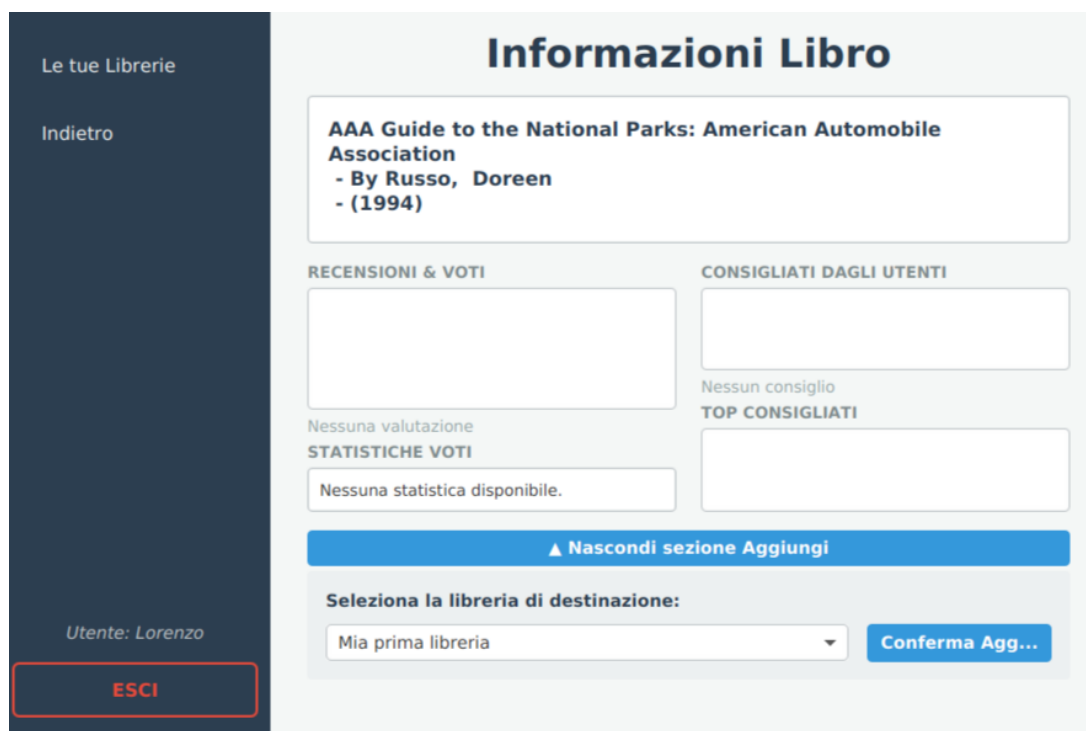 Le tue Librerie
Indietro
Utente: Lorenzo
ESCI
Informazioni Libro
AAA Guide to the National Parks: American Automobile
Association
- By Russo, Doreen
- (1994)
RECENSIONI & VOTI
Nessuna valutazione
STATISTICHE VOTI
Nessuna statistica disponibile.
CONSIGLIATI DAGLI UTENTI
Nessun consiglio
TOP CONSIGLIATI
▲ Nascondi sezione Aggiungi
Seleziona la libreria di destinazione:
Mia prima libreria
Conferma Agg...